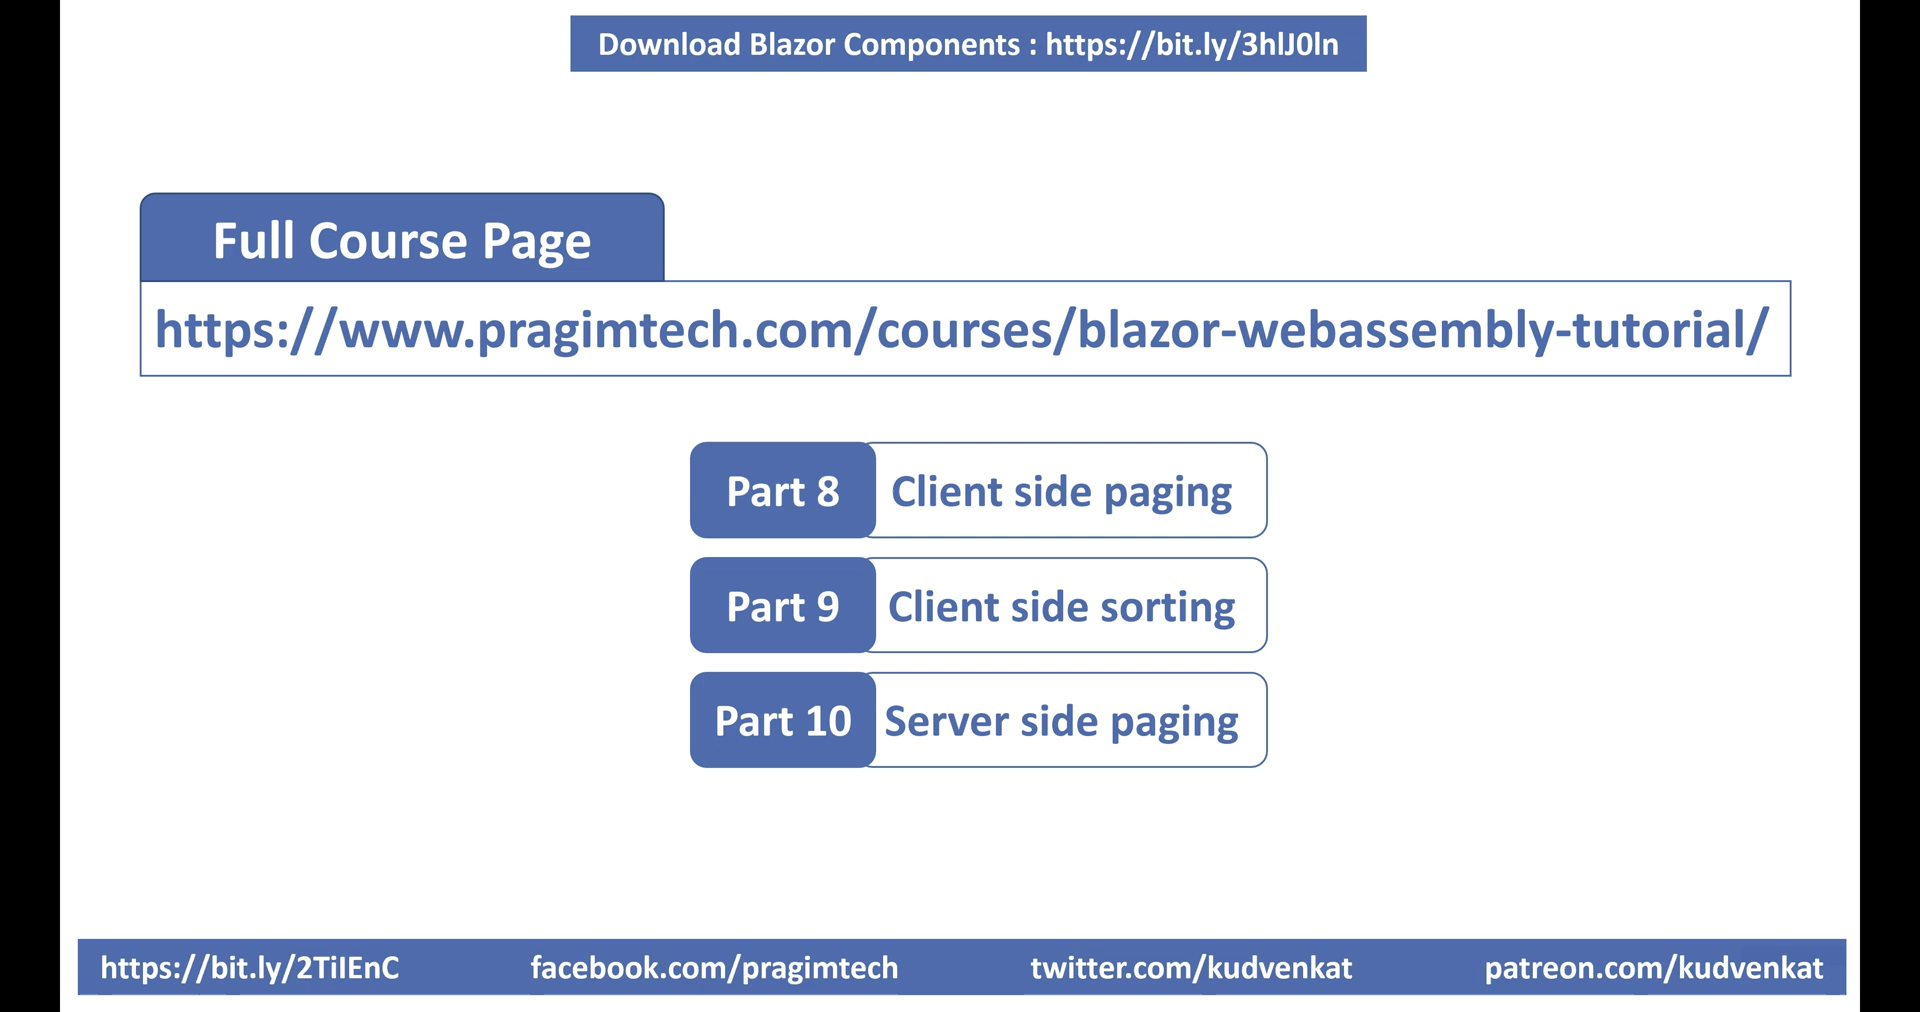 Download Blazor Components : https://bit.ly/3hlJ0ln
Full Course Page
https://www.pragimtech.com/courses/blazor-webassembly-tutorial/
Part 8 Client side paging
Part 9 Client side sorting
Part 10 Server side paging
https://bit.ly/2TiIEnC facebook.com/pragimtech twitter.com/kudvenkat patreon.com/kudvenkat